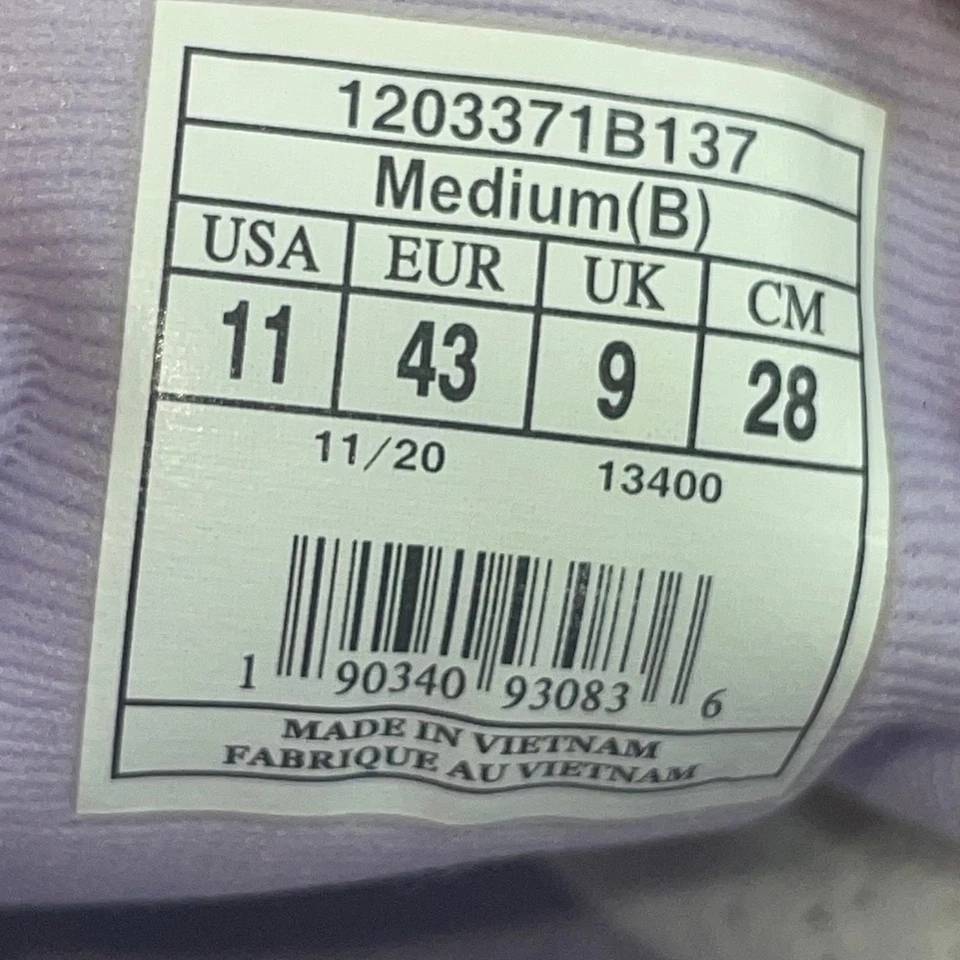 1203371B137
Medium(B)
USA EUR UK CM
11 43 9 28
11/20 13400
1 90340 93083 6
MADE IN VIETNAM
FABRIQUE AU VIETNAM